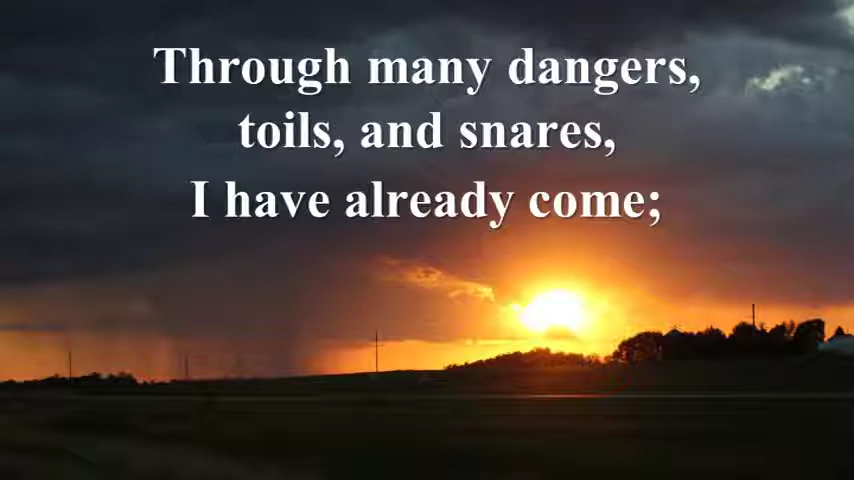 Through many dangers,
toils, and snares,
I have already come;